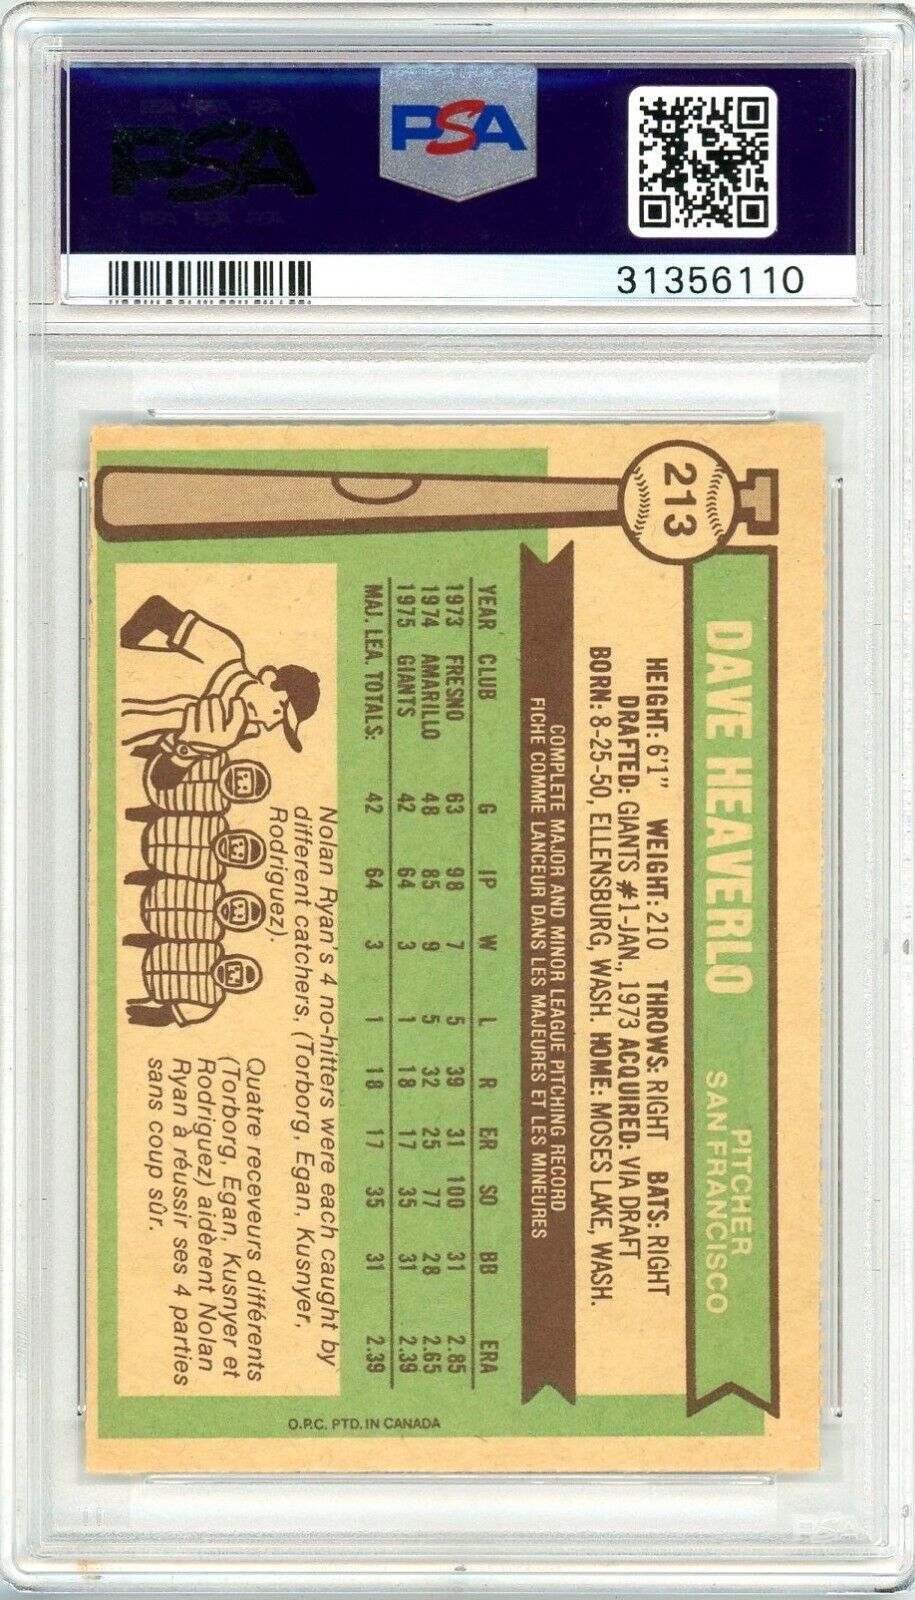 PSA
PSA
31356110
213
DAVE HEAVERLO
PITCHER
SAN FRANCISCO
HEIGHT: 6'1" WEIGHT: 210 THROWS: RIGHT BATS: RIGHT
DRAFTED: GIANTS #1-JAN., 1973 ACQUIRED: VIA DRAFT
BORN: 8-25-50, ELLENSBURG, WASH. HOME: MOSES LAKE, WASH.
COMPLETE MAJOR AND MINOR LEAGUE PITCHING RECORD
FICHE COMME LANCEUR DANS LES MAJEURES ET LES MINEURES
YEAR CLUB G IP W L R ER SO BB ERA
1973 FRESNO 63 98 7 5 39 31 100 31 2.85
1974 AMARILLO 48 85 9 5 32 25 77 28 2.65
1975 GIANTS 42 64 3 1 18 17 35 31 2.39
MAJ. LEA. TOTALS: 42 64 3 1 18 17 35 31 2.39
Nolan Ryan's 4 no-hitters were each caught by
different catchers, (Torborg, Egan, Kusnyer,
Rodriguez).
Quatre receveurs différents
(Torborg, Egan, Kusnyer et
Rodriguez) aidèrent Nolan
Ryan à réussir ses 4 parties
sans coup sûr.
O.P.C. PTD. IN CANADA
PSA